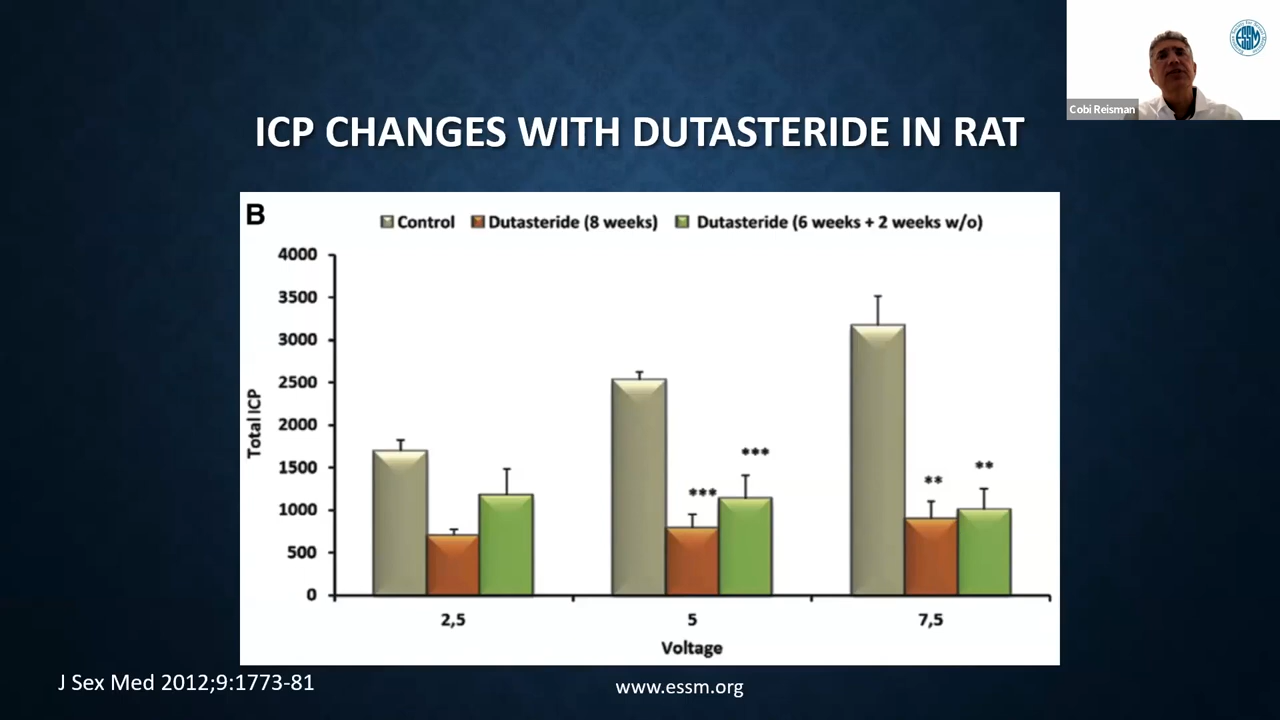 Cobi Reisman
ESSM
ICP CHANGES WITH DUTASTERIDE IN RAT
B
Control Dutasteride (8 weeks) Dutasteride (6 weeks + 2 weeks w/o)
4000
3500
3000
2500
2000
1500
1000
500
0
Total ICP
***
***
**
**
2,5 5 7,5
Voltage
J Sex Med 2012;9:1773-81
www.essm.org